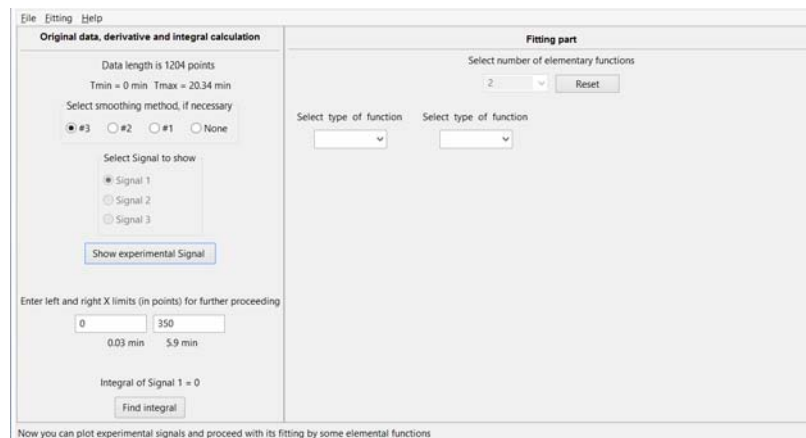 File Fitting Help
Original data, derivative and integral calculation
Data length is 1204 points
Tmin = 0 min Tmax = 20.34 min
Select smoothing method, if necessary
#3 #2 #1 None
Select Signal to show
Signal 1
Signal 2
Signal 3
Show experimental Signal
Enter left and right X limits (in points) for further proceeding
0 350
0.03 min 5.9 min
Integral of Signal 1 = 0
Find integral
Fitting part
Select number of elementary functions
2 Reset
Select type of function Select type of function
Now you can plot experimental signals and proceed with its fitting by some elemental functions